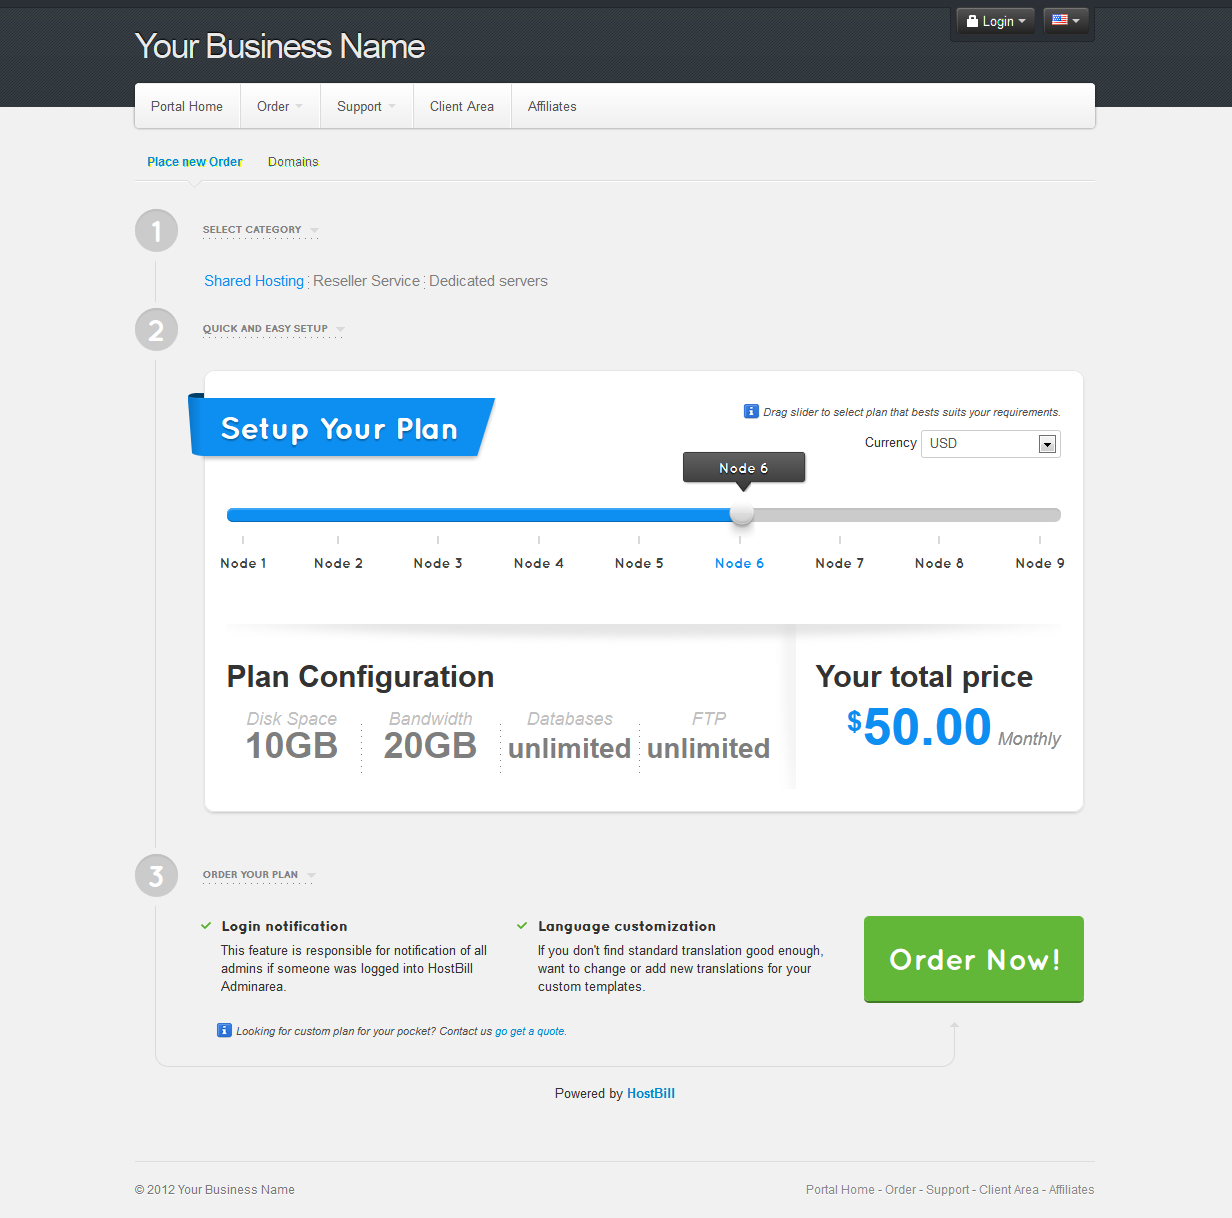 Login
Your Business Name
Portal Home Order Support Client Area Affiliates
Place new Order Domains
1 SELECT CATEGORY
Shared Hosting Reseller Service Dedicated servers
2 QUICK AND EASY SETUP
Setup Your Plan
Drag slider to select plan that bests suits your requirements.
Currency USD
Node 6
Node 1 Node 2 Node 3 Node 4 Node 5 Node 6 Node 7 Node 8 Node 9
Plan Configuration
Disk Space Bandwidth Databases FTP
10GB 20GB unlimited unlimited
Your total price
$50.00 Monthly
3 ORDER YOUR PLAN
Login notification
This feature is responsible for notification of all
admins if someone was logged into HostBill
Adminarea.
Language customization
If you don't find standard translation good enough,
want to change or add new translations for your
custom templates.
Order Now!
Looking for custom plan for your pocket? Contact us go get a quote.
Powered by HostBill
© 2012 Your Business Name
Portal Home - Order - Support - Client Area - Affiliates